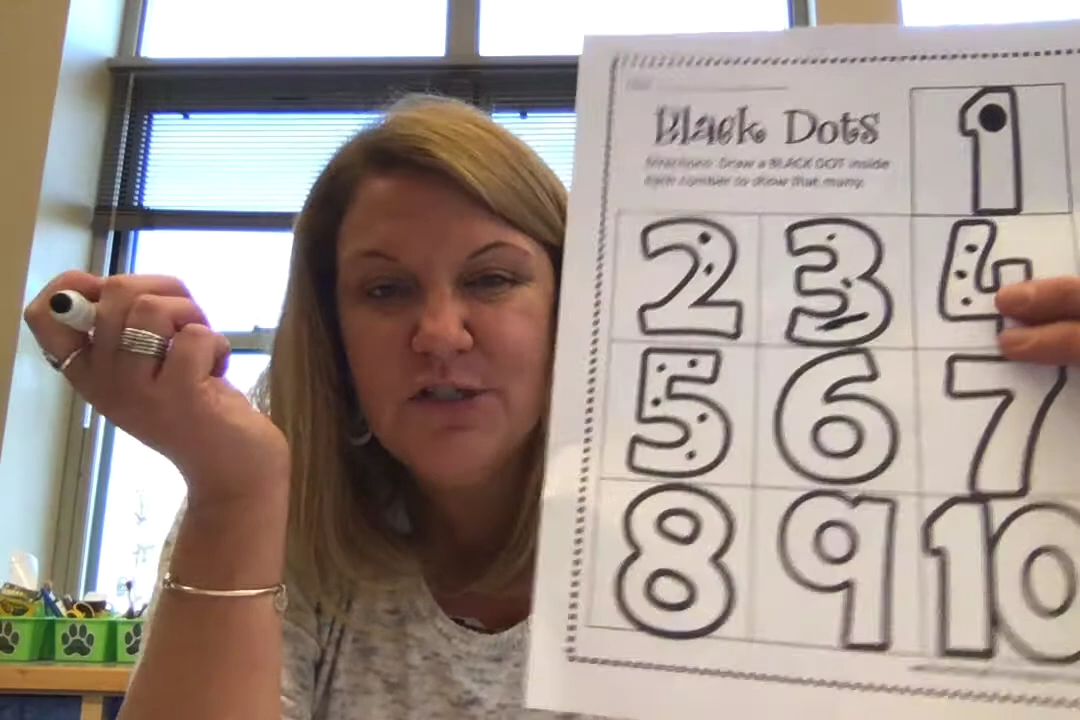 Black Dots
Directions: Draw a BLACK DOT inside
each number to show that many.
1
2 3 4
5 6 7
8 9 10